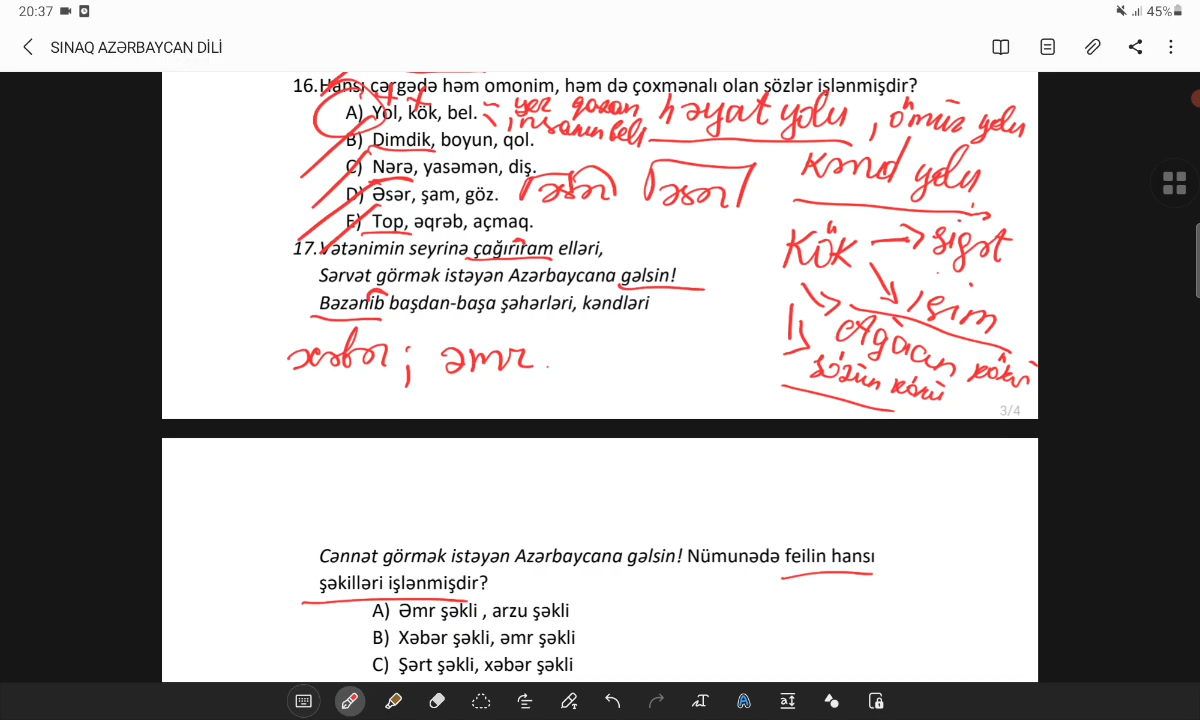 20:37
45%
SINAQ AZƏRBAYCAN DİLİ
16.Hansı cərgədə həm omonim, həm də çoxmənalı olan sözlər işlənmişdir?
A) Yol, kök, bel.
yer qazan
insanın beli
həyat yolu, ömür yolu
B) Dimdik, boyun, qol.
kənd yolu
C) Nərə, yasəmən, diş.
D) Əsər, şam, göz.
əsər
əsər
E) Top, əqrəb, açmaq.
17.Vətənimin seyrinə çağırıram elləri,
Kök
sifət
Sərvət görmək istəyən Azərbaycana gəlsin!
isim
Bəzənib başdan-başa şəhərləri, kəndləri
Ağacın kökü
sözün kökü
xəbər; əmr.
3/4
Cənnət görmək istəyən Azərbaycana gəlsin! Nümunədə feilin hansı
şəkilləri işlənmişdir?
A) Əmr şəkli , arzu şəkli
B) Xəbər şəkli, əmr şəkli
C) Şərt şəkli, xəbər şəkli